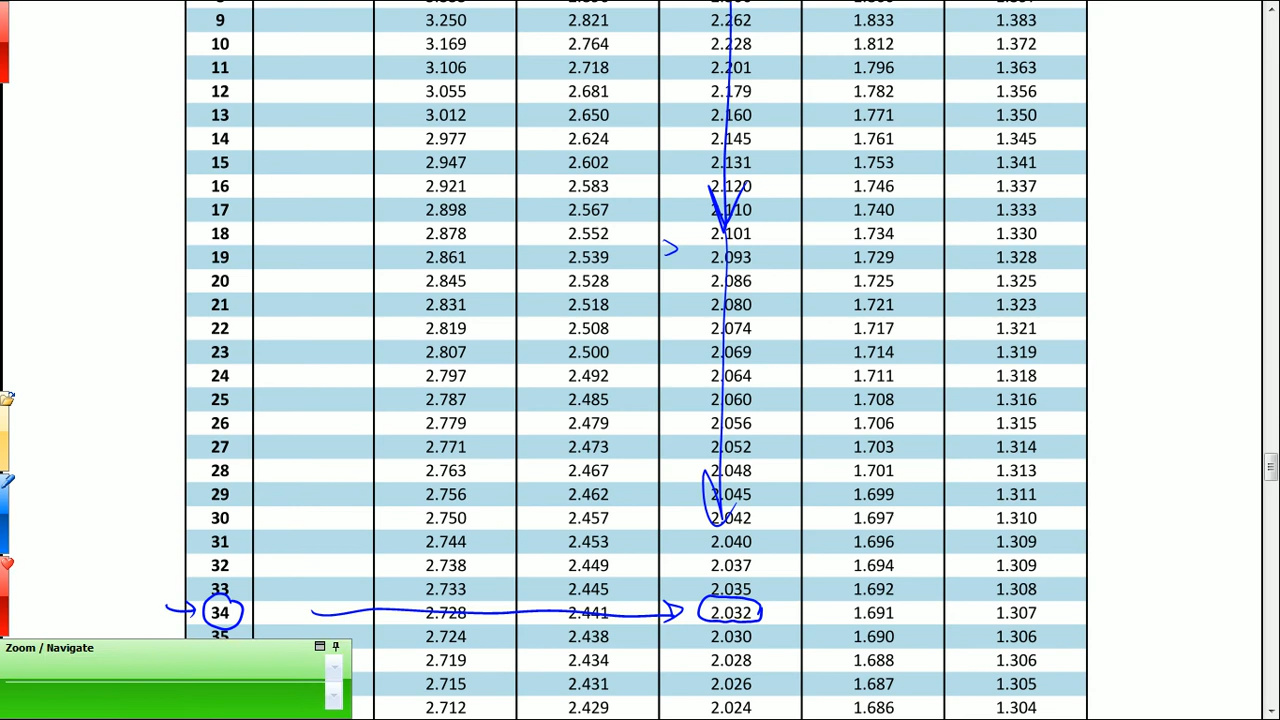 9 3.250 2.821 2.262 1.833 1.383
10 3.169 2.764 2.228 1.812 1.372
11 3.106 2.718 2.201 1.796 1.363
12 3.055 2.681 2.179 1.782 1.356
13 3.012 2.650 2.160 1.771 1.350
14 2.977 2.624 2.145 1.761 1.345
15 2.947 2.602 2.131 1.753 1.341
16 2.921 2.583 2.120 1.746 1.337
17 2.898 2.567 2.110 1.740 1.333
18 2.878 2.552 2.101 1.734 1.330
19 2.861 2.539 2.093 1.729 1.328
20 2.845 2.528 2.086 1.725 1.325
21 2.831 2.518 2.080 1.721 1.323
22 2.819 2.508 2.074 1.717 1.321
23 2.807 2.500 2.069 1.714 1.319
24 2.797 2.492 2.064 1.711 1.318
25 2.787 2.485 2.060 1.708 1.316
26 2.779 2.479 2.056 1.706 1.315
27 2.771 2.473 2.052 1.703 1.314
28 2.763 2.467 2.048 1.701 1.313
29 2.756 2.462 2.045 1.699 1.311
30 2.750 2.457 2.042 1.697 1.310
31 2.744 2.453 2.040 1.696 1.309
32 2.738 2.449 2.037 1.694 1.309
33 2.733 2.445 2.035 1.692 1.308
34 2.728 2.441 2.032 1.691 1.307
35 2.724 2.438 2.030 1.690 1.306
2.719 2.434 2.028 1.688 1.306
2.715 2.431 2.026 1.687 1.305
2.712 2.429 2.024 1.686 1.304
Zoom / Navigate